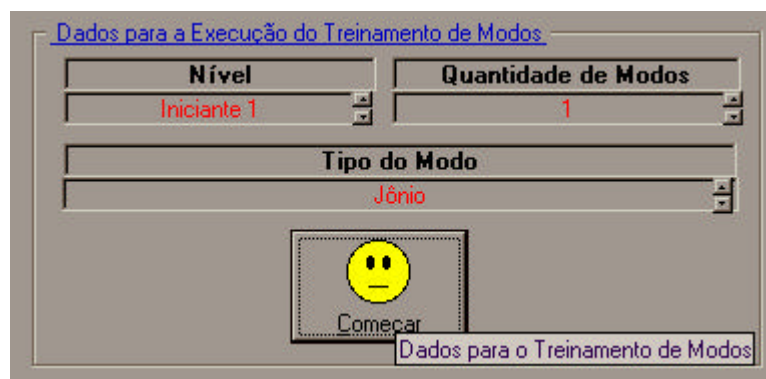 Dados para a Execução do Treinamento de Modos
Nível
Quantidade de Modos
Iniciante 1
1
Tipo do Modo
Jônio
Começar
Dados para o Treinamento de Modos